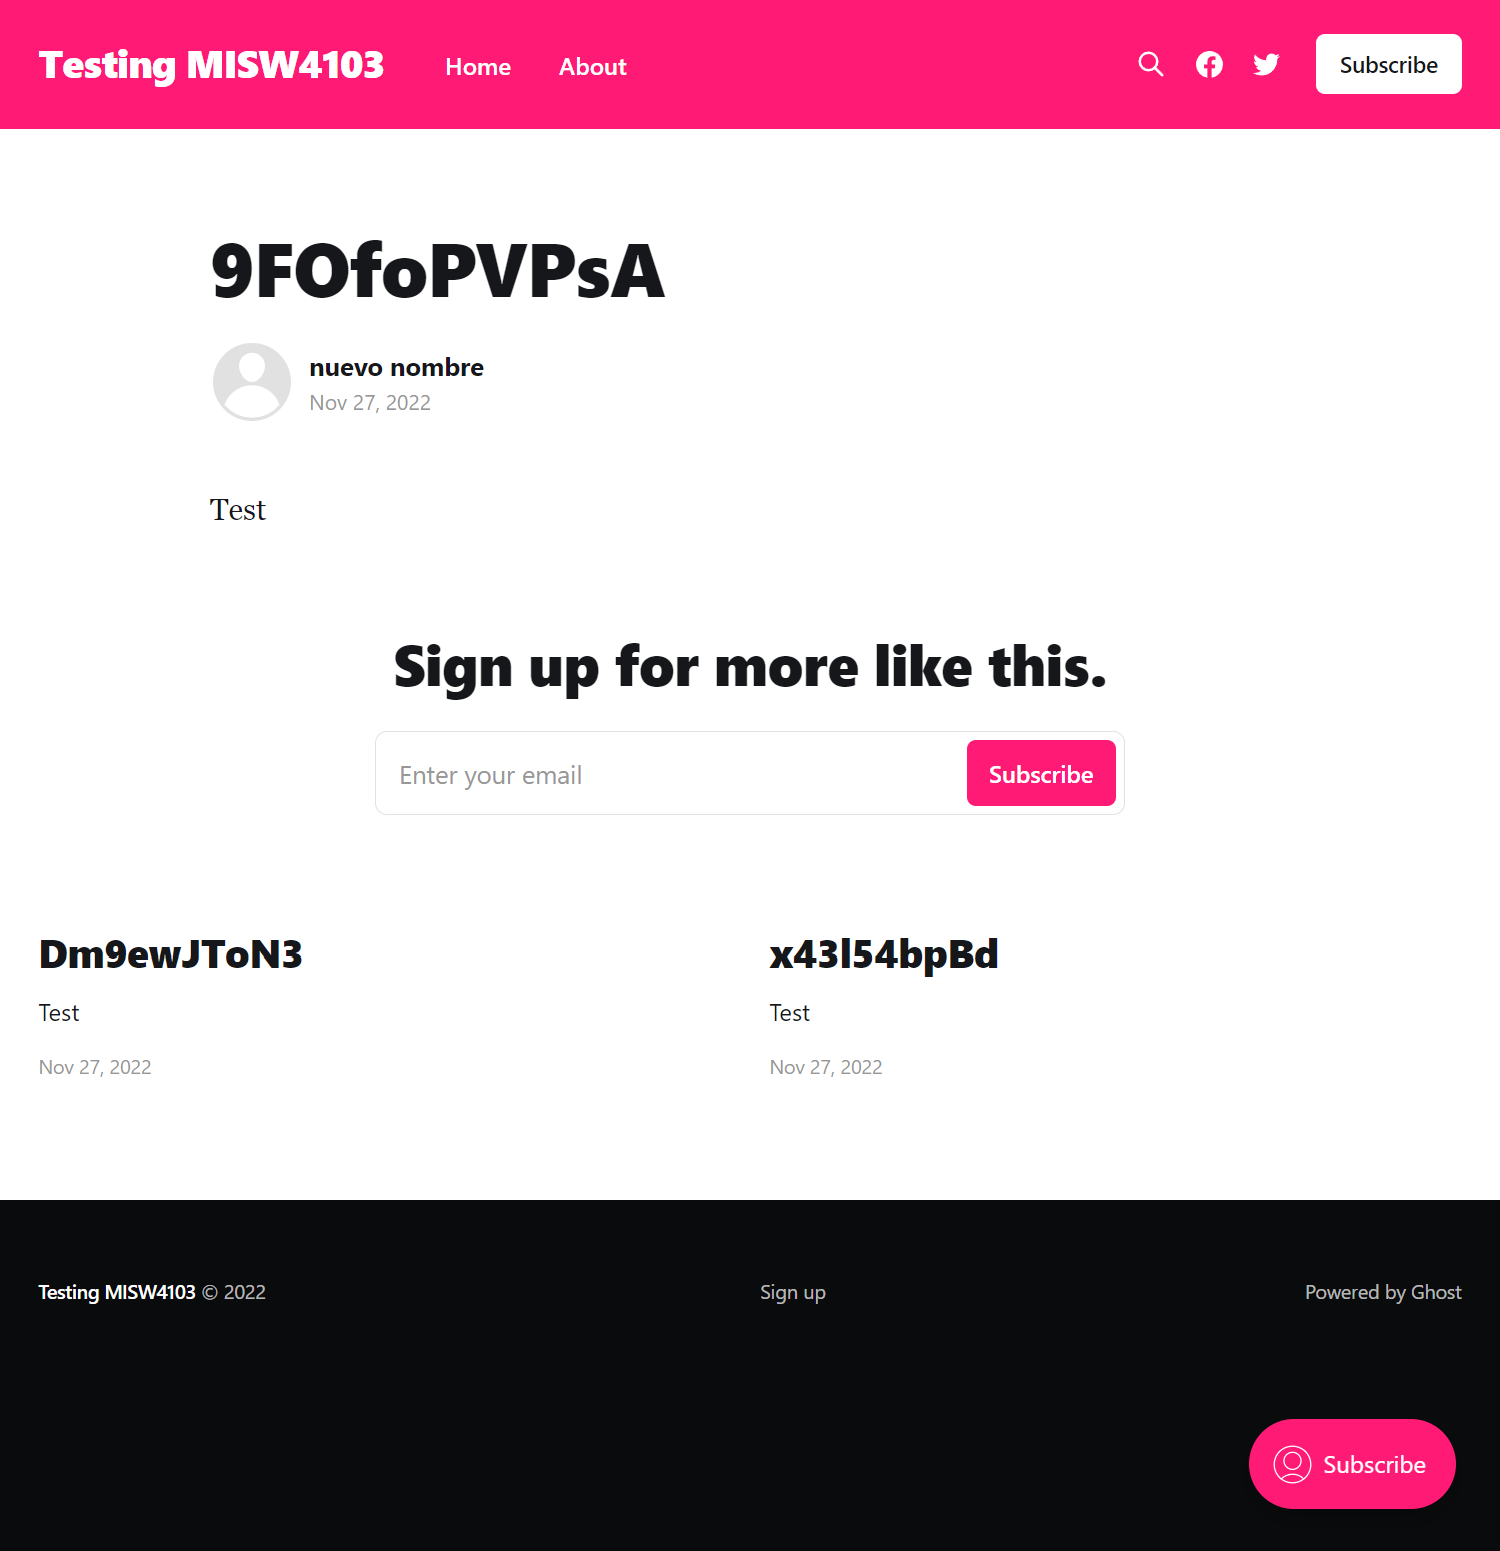 Testing MISW4103 Home About Subscribe
9FOfoPVPsA
nuevo nombre
Nov 27, 2022
Test
Sign up for more like this.
Enter your email Subscribe
Dm9ewJToN3
Test
Nov 27, 2022
x43l54bpBd
Test
Nov 27, 2022
Testing MISW4103 © 2022 Sign up Powered by Ghost
Subscribe